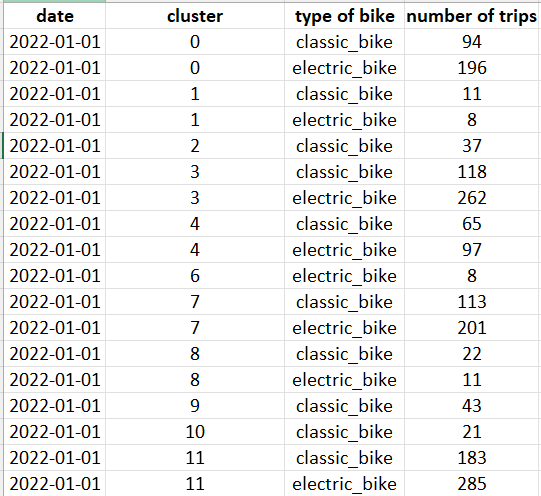 date cluster type of bike number of trips
2022-01-01 0 classic_bike 94
2022-01-01 0 electric_bike 196
2022-01-01 1 classic_bike 11
2022-01-01 1 electric_bike 8
2022-01-01 2 classic_bike 37
2022-01-01 3 classic_bike 118
2022-01-01 3 electric_bike 262
2022-01-01 4 classic_bike 65
2022-01-01 4 electric_bike 97
2022-01-01 6 electric_bike 8
2022-01-01 7 classic_bike 113
2022-01-01 7 electric_bike 201
2022-01-01 8 classic_bike 22
2022-01-01 8 electric_bike 11
2022-01-01 9 classic_bike 43
2022-01-01 10 classic_bike 21
2022-01-01 11 classic_bike 183
2022-01-01 11 electric_bike 285